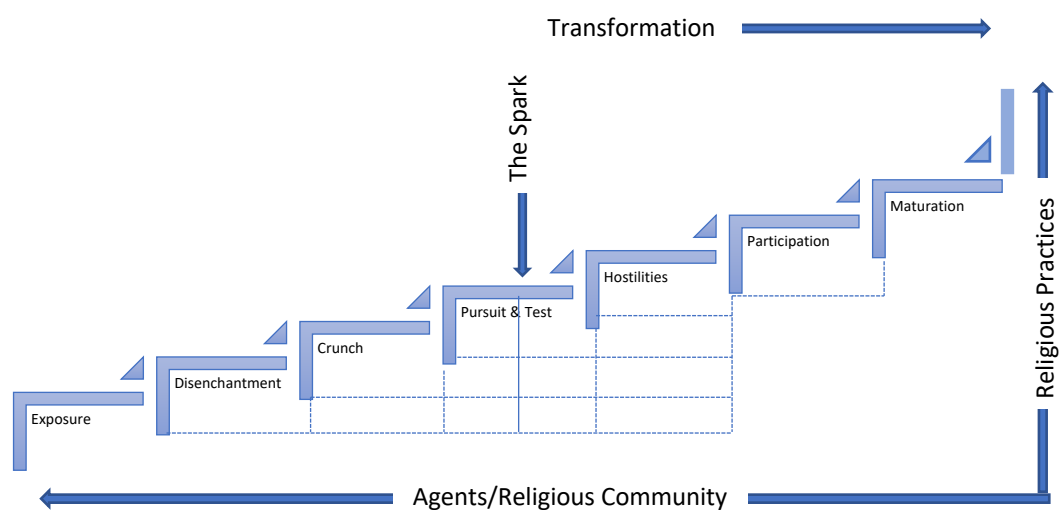 Transformation
The Spark
Religious Practices
Maturation
Participation
Hostilities
Pursuit & Test
Crunch
Disenchantment
Exposure
Agents/Religious Community